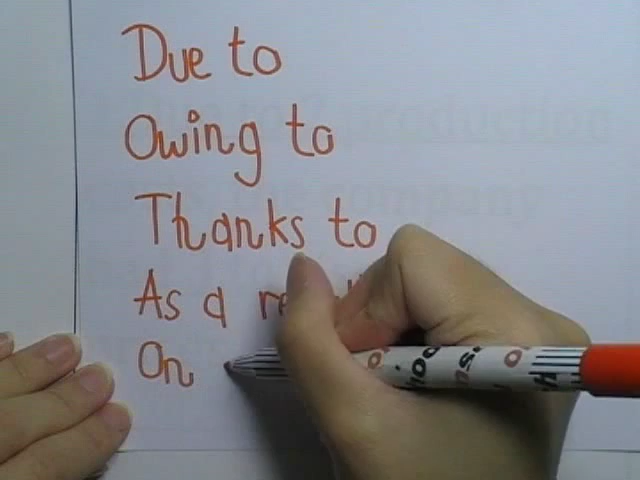 Due to
Owing to
Thanks to
As a
On